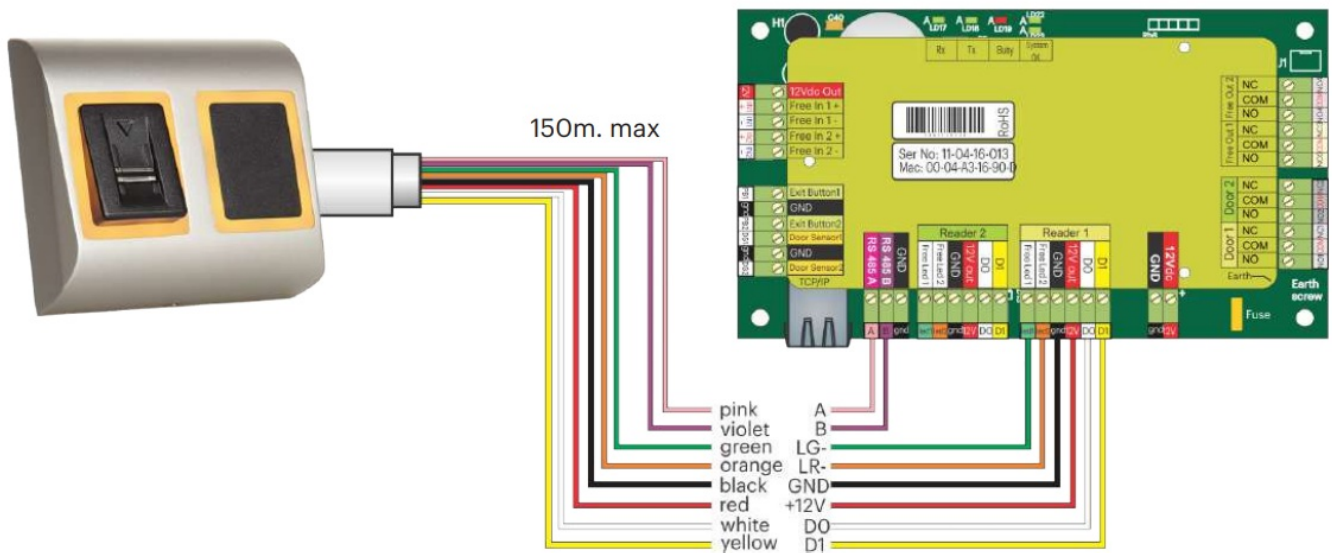 150m. max
H1
C40
A
LD17
A
LD18
A
LD19
A
LD22
A
Rx
Tx
Busy
System OK
J1
12Vdc Out
Free In 1 +
Free In 1 -
Free In 2 +
Free In 2 -
RoHS
Ser No: 11-04-16-013
Mec: 00-04-A3-16-90-D
Exit Button1
GND
Exit Button2
Door Sensor1
GND
Door Sensor2
TCP/IP
RS 485 A
RS 485 B
GND
Reader 2
Free Led 1
Free Led 2
GND
12V out
D0
D1
Reader 1
Free Led 1
Free Led 2
GND
12V out
D0
D1
GND
12Vdc
+
Free Out 2
NC
COM
NO
Free Out 1
NC
COM
NO
Door 2
NC
COM
NO
Door 1
NC
COM
NO
Earth
Earth screw
Fuse
A
B
gnd
led1
led2
gnd
12V
D0
D1
led1
led2
gnd
12V
D0
D1
gnd
12V
pink A
violet B
green LG-
orange LR-
black GND
red +12V
white D0
yellow D1